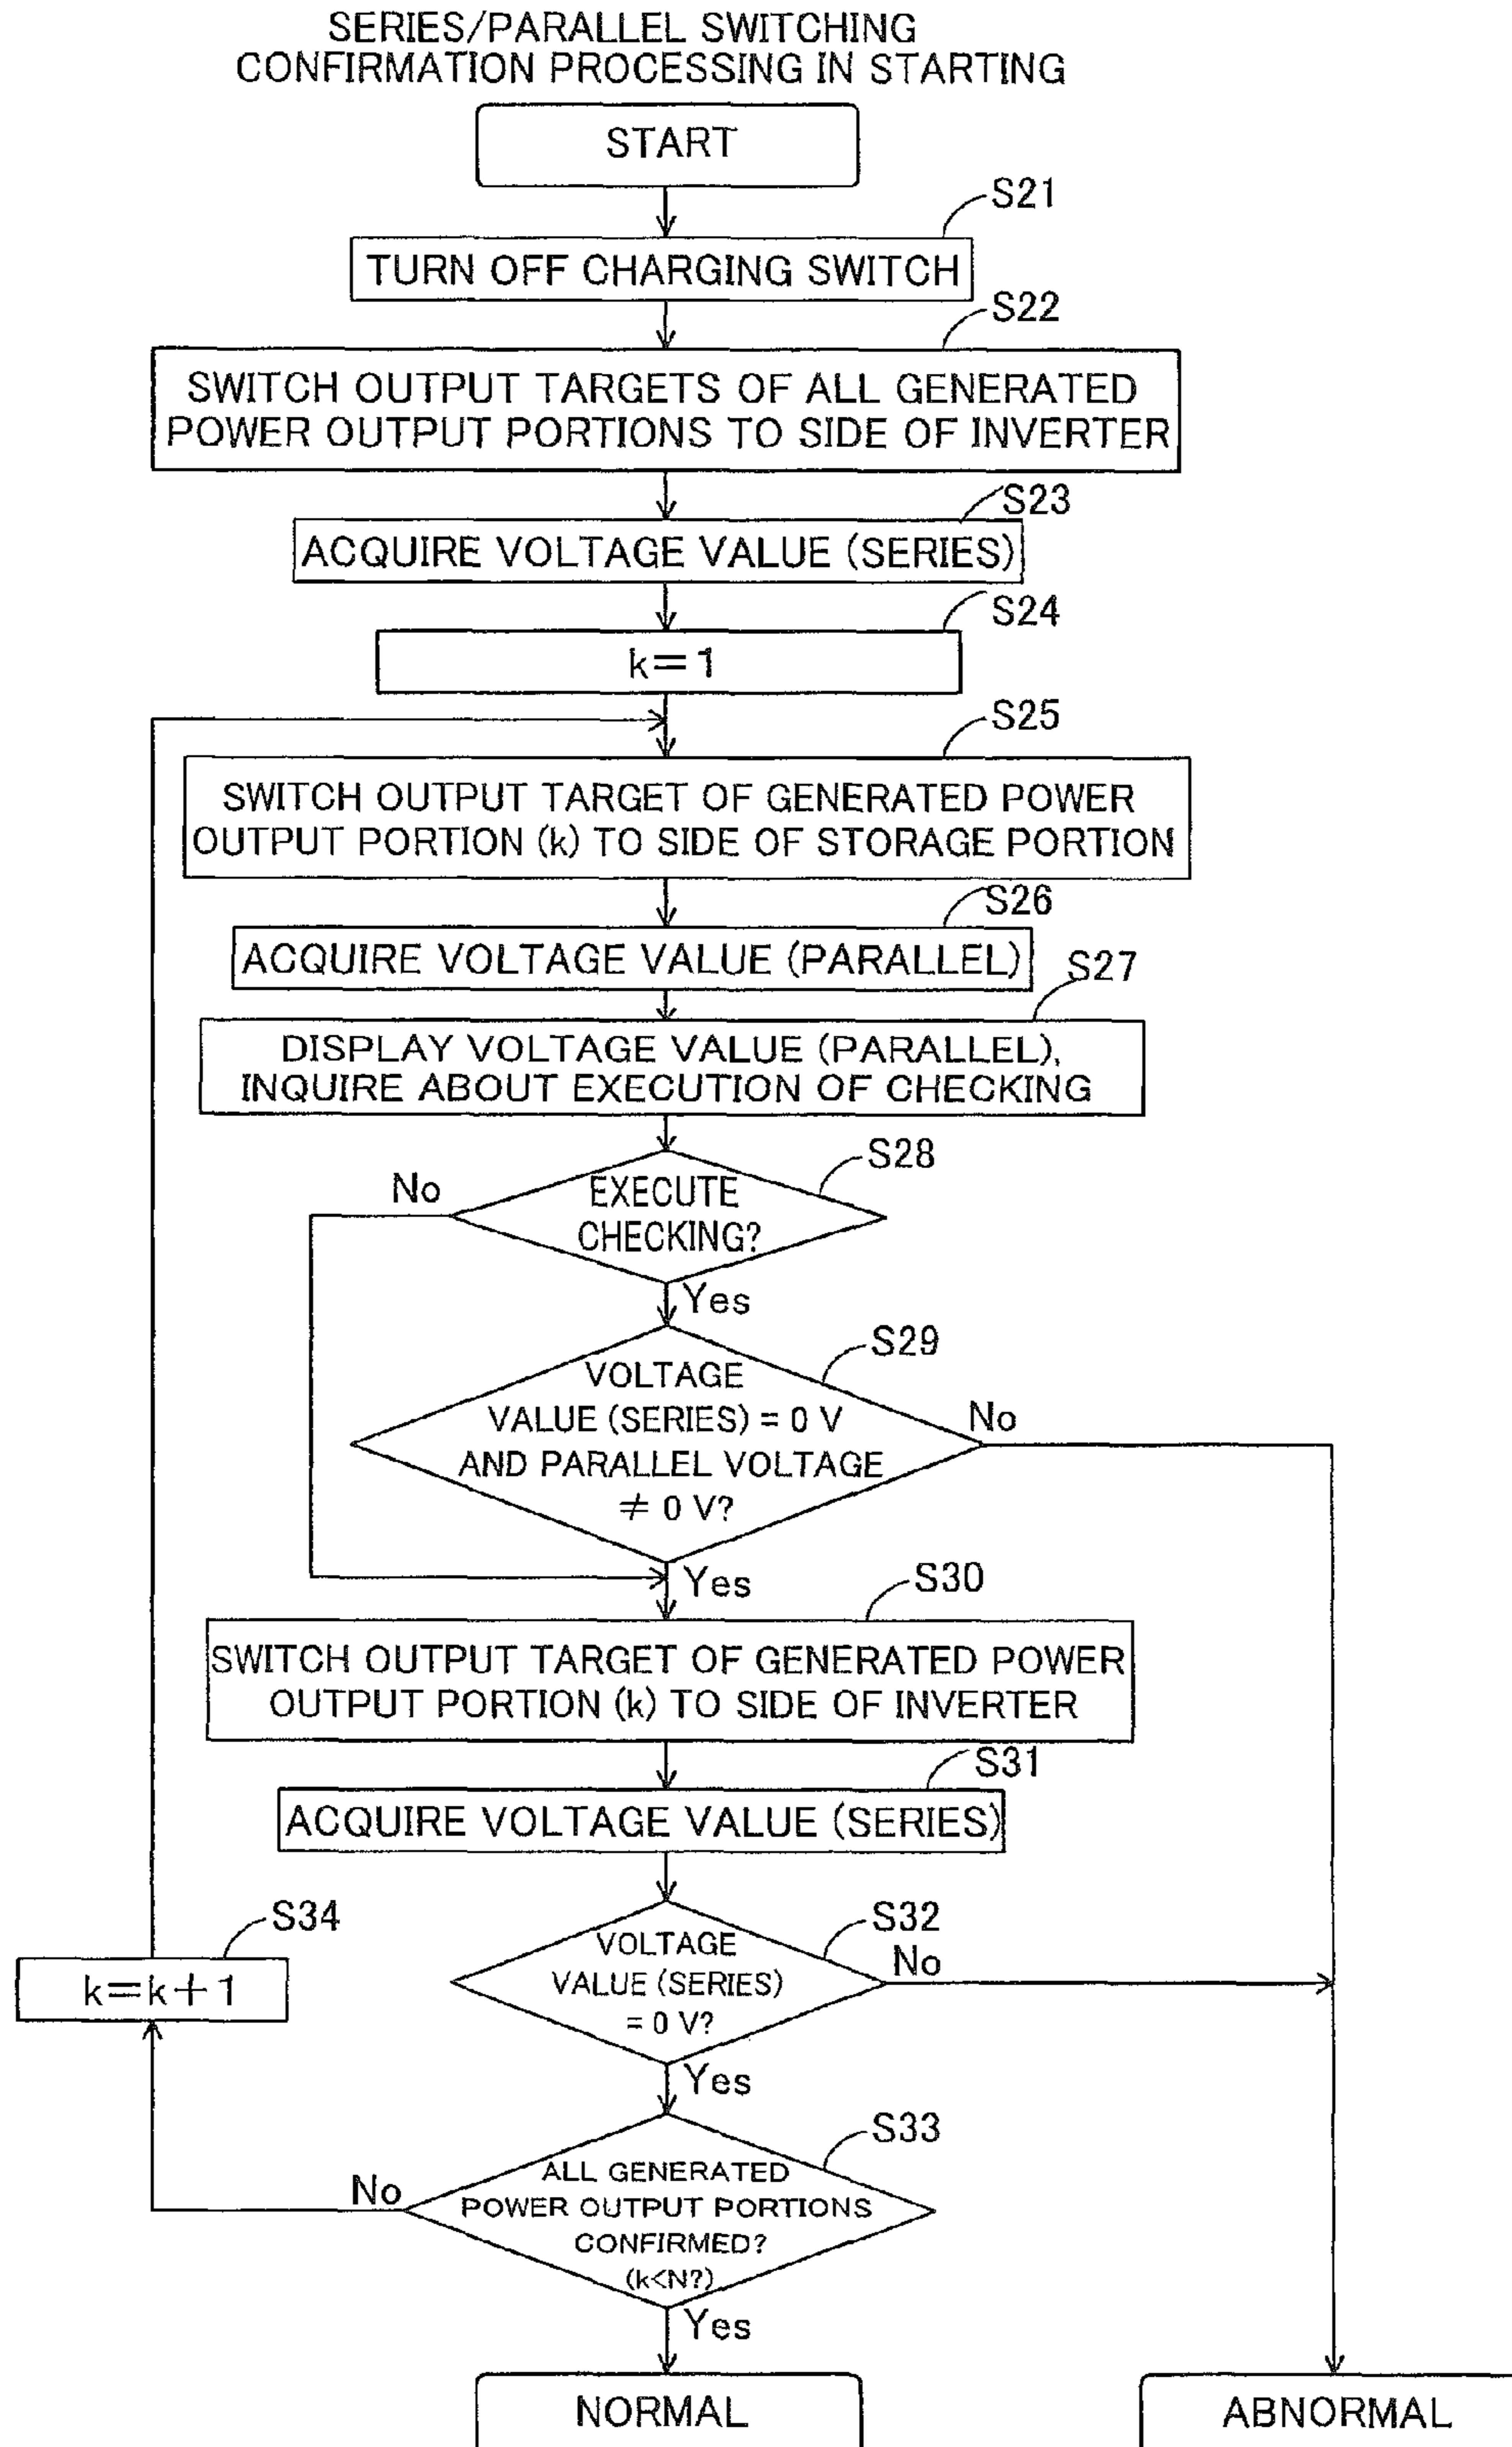 SERIES/PARALLEL SWITCHING
CONFIRMATION PROCESSING IN STARTING
START
S21
TURN OFF CHARGING SWITCH
S22
SWITCH OUTPUT TARGETS OF ALL GENERATED
POWER OUTPUT PORTIONS TO SIDE OF INVERTER
S23
ACQUIRE VOLTAGE VALUE (SERIES)
S24
k=1
S25
SWITCH OUTPUT TARGET OF GENERATED POWER
OUTPUT PORTION (k) TO SIDE OF STORAGE PORTION
S26
ACQUIRE VOLTAGE VALUE (PARALLEL)
S27
DISPLAY VOLTAGE VALUE (PARALLEL),
INQUIRE ABOUT EXECUTION OF CHECKING
S28
No
EXECUTE
CHECKING?
Yes
S29
VOLTAGE
VALUE (SERIES) = 0 V
AND PARALLEL VOLTAGE
≠ 0 V?
No
Yes
S30
SWITCH OUTPUT TARGET OF GENERATED POWER
OUTPUT PORTION (k) TO SIDE OF INVERTER
S31
ACQUIRE VOLTAGE VALUE (SERIES)
S34
k=k+1
S32
VOLTAGE
VALUE (SERIES)
= 0 V?
No
Yes
S33
ALL GENERATED
POWER OUTPUT PORTIONS
CONFIRMED?
(k<N?)
No
Yes
NORMAL
ABNORMAL